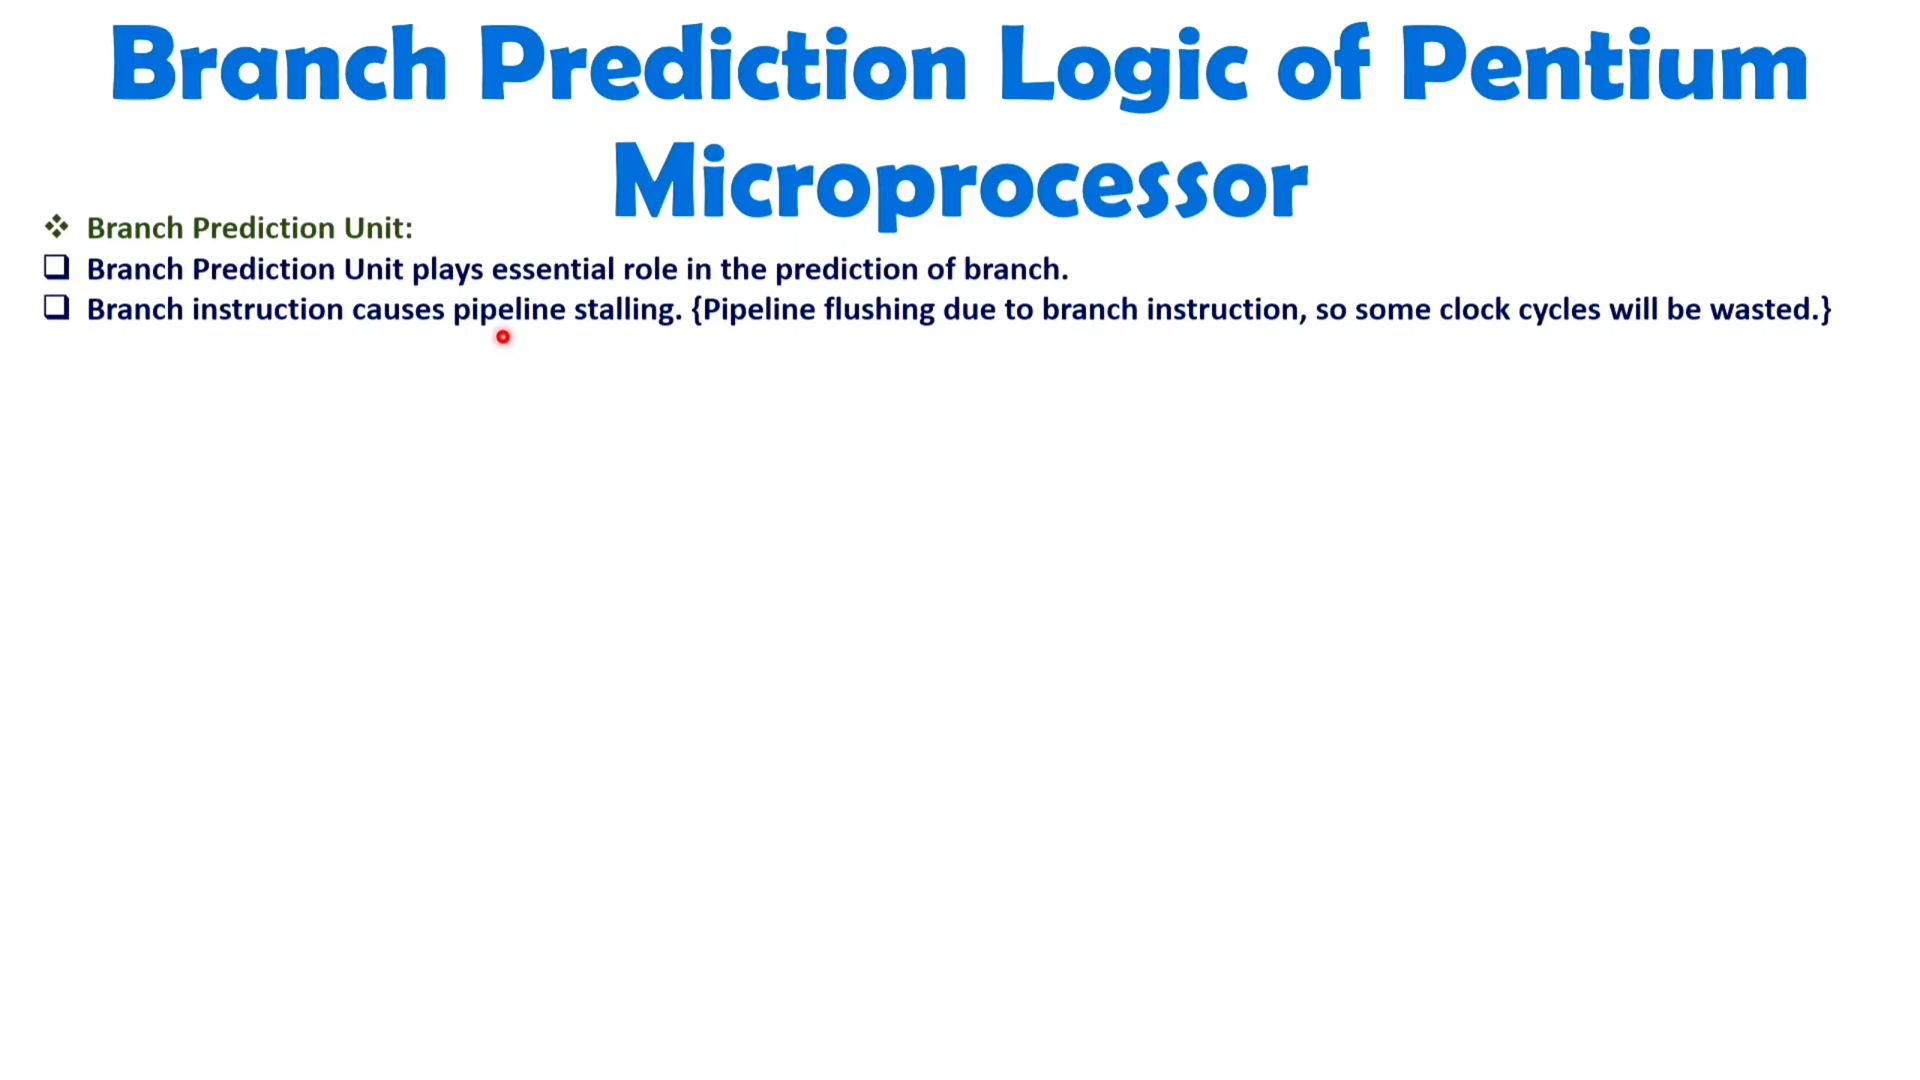 Branch Prediction Logic of Pentium
Microprocessor
❖ Branch Prediction Unit:
❑ Branch Prediction Unit plays essential role in the prediction of branch.
❑ Branch instruction causes pipeline stalling. {Pipeline flushing due to branch instruction, so some clock cycles will be wasted.}